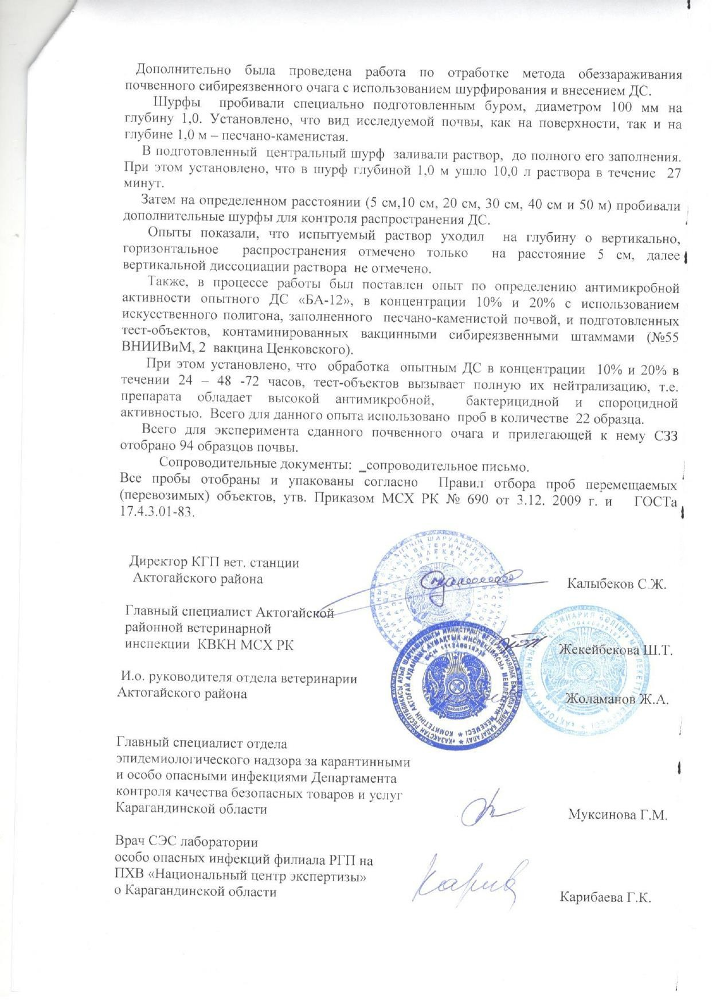 Дополнительно была проведена работа по отработке метода обеззараживания
почвенного сибиреязвенного очага с использованием шурфирования и внесением ДС.
Шурфы пробивали специально подготовленным буром, диаметром 100 мм на
глубину 1,0. Установлено, что вид исследуемой почвы, как на поверхности, так и на
глубине 1,0 м – песчано-каменистая.
В подготовленный центральный шурф заливали раствор, до полного его заполнения.
При этом установлено, что в шурф глубиной 1,0 м ушло 10,0 л раствора в течение 27
минут.
Затем на определенном расстоянии (5 см,10 см, 20 см, 30 см, 40 см и 50 м) пробивали
дополнительные шурфы для контроля распространения ДС.
Опыты показали, что испытуемый раствор уходил на глубину о вертикально,
горизонтальное распространения отмечено только на расстояние 5 см, далее
вертикальной диссоциации раствора не отмечено.
Также, в процессе работы был поставлен опыт по определению антимикробной
активности опытного ДС «БА-12», в концентрации 10% и 20% с использованием
искусственного полигона, заполненного песчано-каменистой почвой, и подготовленных
тест-объектов, контаминированных вакцинными сибиреязвенными штаммами (№55
ВНИИВиМ, 2 вакцина Ценковского).
При этом установлено, что обработка опытным ДС в концентрации 10% и 20% в
течении 24 – 48 -72 часов, тест-объектов вызывает полную их нейтрализацию, т.е.
препарата обладает высокой антимикробной, бактерицидной и спороцидной
активностью. Всего для данного опыта использовано проб в количестве 22 образца.
Всего для эксперимента сданного почвенного очага и прилегающей к нему СЗЗ
отобрано 94 образцов почвы.
Сопроводительные документы: _сопроводительное письмо.
Все пробы отобраны и упакованы согласно Правил отбора проб перемещаемых
(перевозимых) объектов, утв. Приказом МСХ РК № 690 от 3.12. 2009 г. и ГОСТа
17.4.3.01-83.
Директор КГП вет. станции
Актогайского района
Калыбеков С.Ж.
Главный специалист Актогайской
районной ветеринарной
инспекции КВКН МСХ РК
Жекейбекова Ш.Т.
И.о. руководителя отдела ветеринарии
Актогайского района
Жоламанов Ж.А.
Главный специалист отдела
эпидемиологического надзора за карантинными
и особо опасными инфекциями Департамента
контроля качества безопасных товаров и услуг
Карагандинской области
Муксинова Г.М.
Врач СЭС лаборатории
особо опасных инфекций филиала РГП на
ПХВ «Национальный центр экспертизы»
о Карагандинской области
Карибаева Г.К.